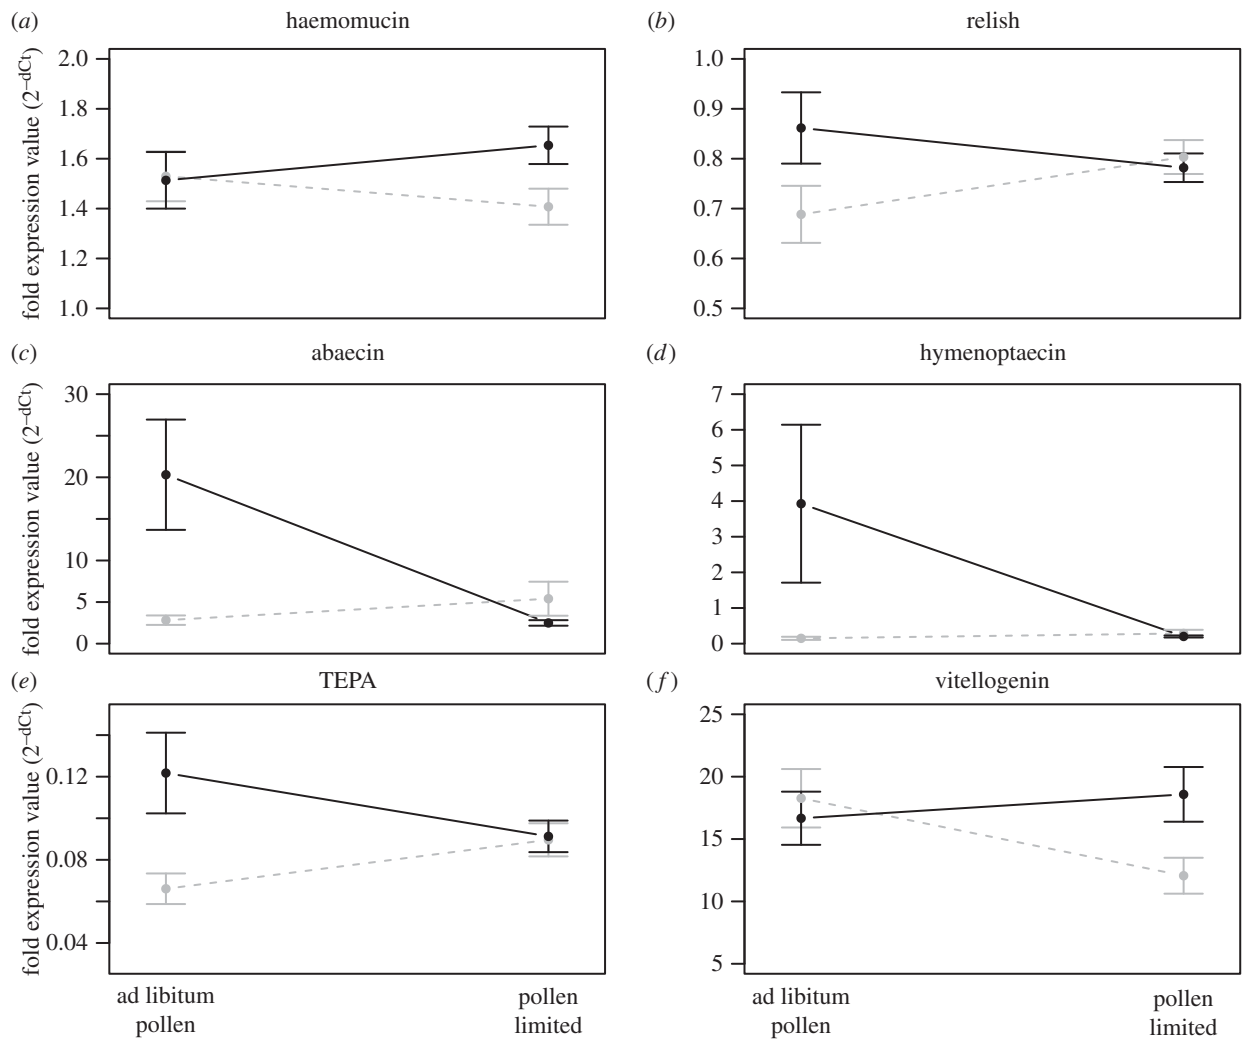 (a) haemomucin
(b) relish
fold expression value (2–dCt)
2.0
1.8
1.6
1.4
1.2
1.0
1.0
0.9
0.8
0.7
0.6
0.5
(c) abaecin
(d) hymenoptaecin
fold expression value (2–dCt)
30
20
10
5
0
7
6
5
4
3
2
1
0
(e) TEPA
(f) vitellogenin
fold expression value (2–dCt)
0.12
0.08
0.04
25
20
15
10
5
ad libitum
pollen
pollen
limited
ad libitum
pollen
pollen
limited